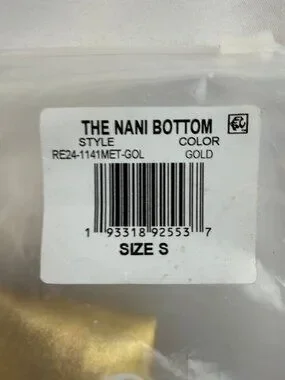 THE NANI BOTTOM
STYLE COLOR
RE24-1141MET-GOL GOLD
1 93318 92553 7
SIZE S